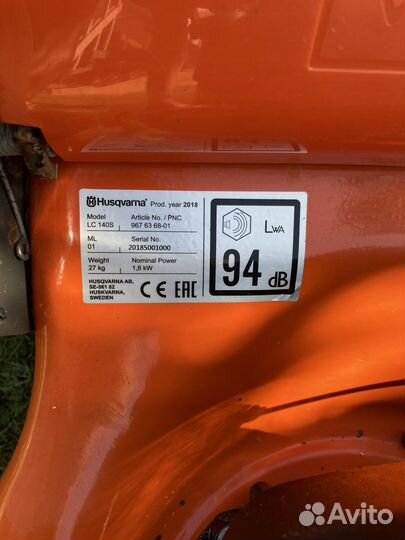 Husqvarna Prod. year 2018
Model Article No. / PNC
LC 140S 967 63 68-01
ML Serial No.
01 20185001000
Weight Nominal Power
27 kg 1,8 kW
HUSQVARNA AB,
SE-561 82
HUSKVARNA,
SWEDEN
CE EAC
LWA
94
dB
Avito